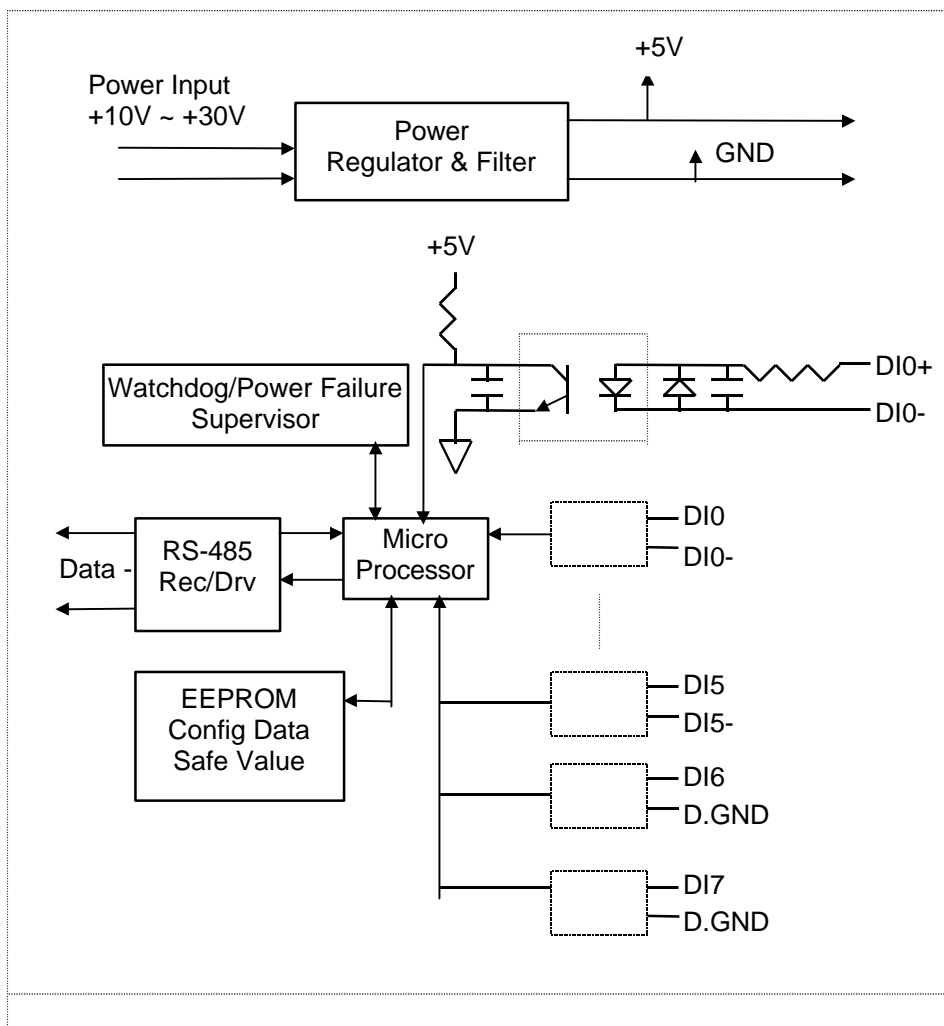 +5V
Power Input
+10V ~ +30V
Power
Regulator & Filter
GND
+5V
DI0+
DI0-
Watchdog/Power Failure
Supervisor
Data -
RS-485
Rec/Drv
Micro
Processor
DI0
DI0-
EEPROM
Config Data
Safe Value
DI5
DI5-
DI6
D.GND
DI7
D.GND